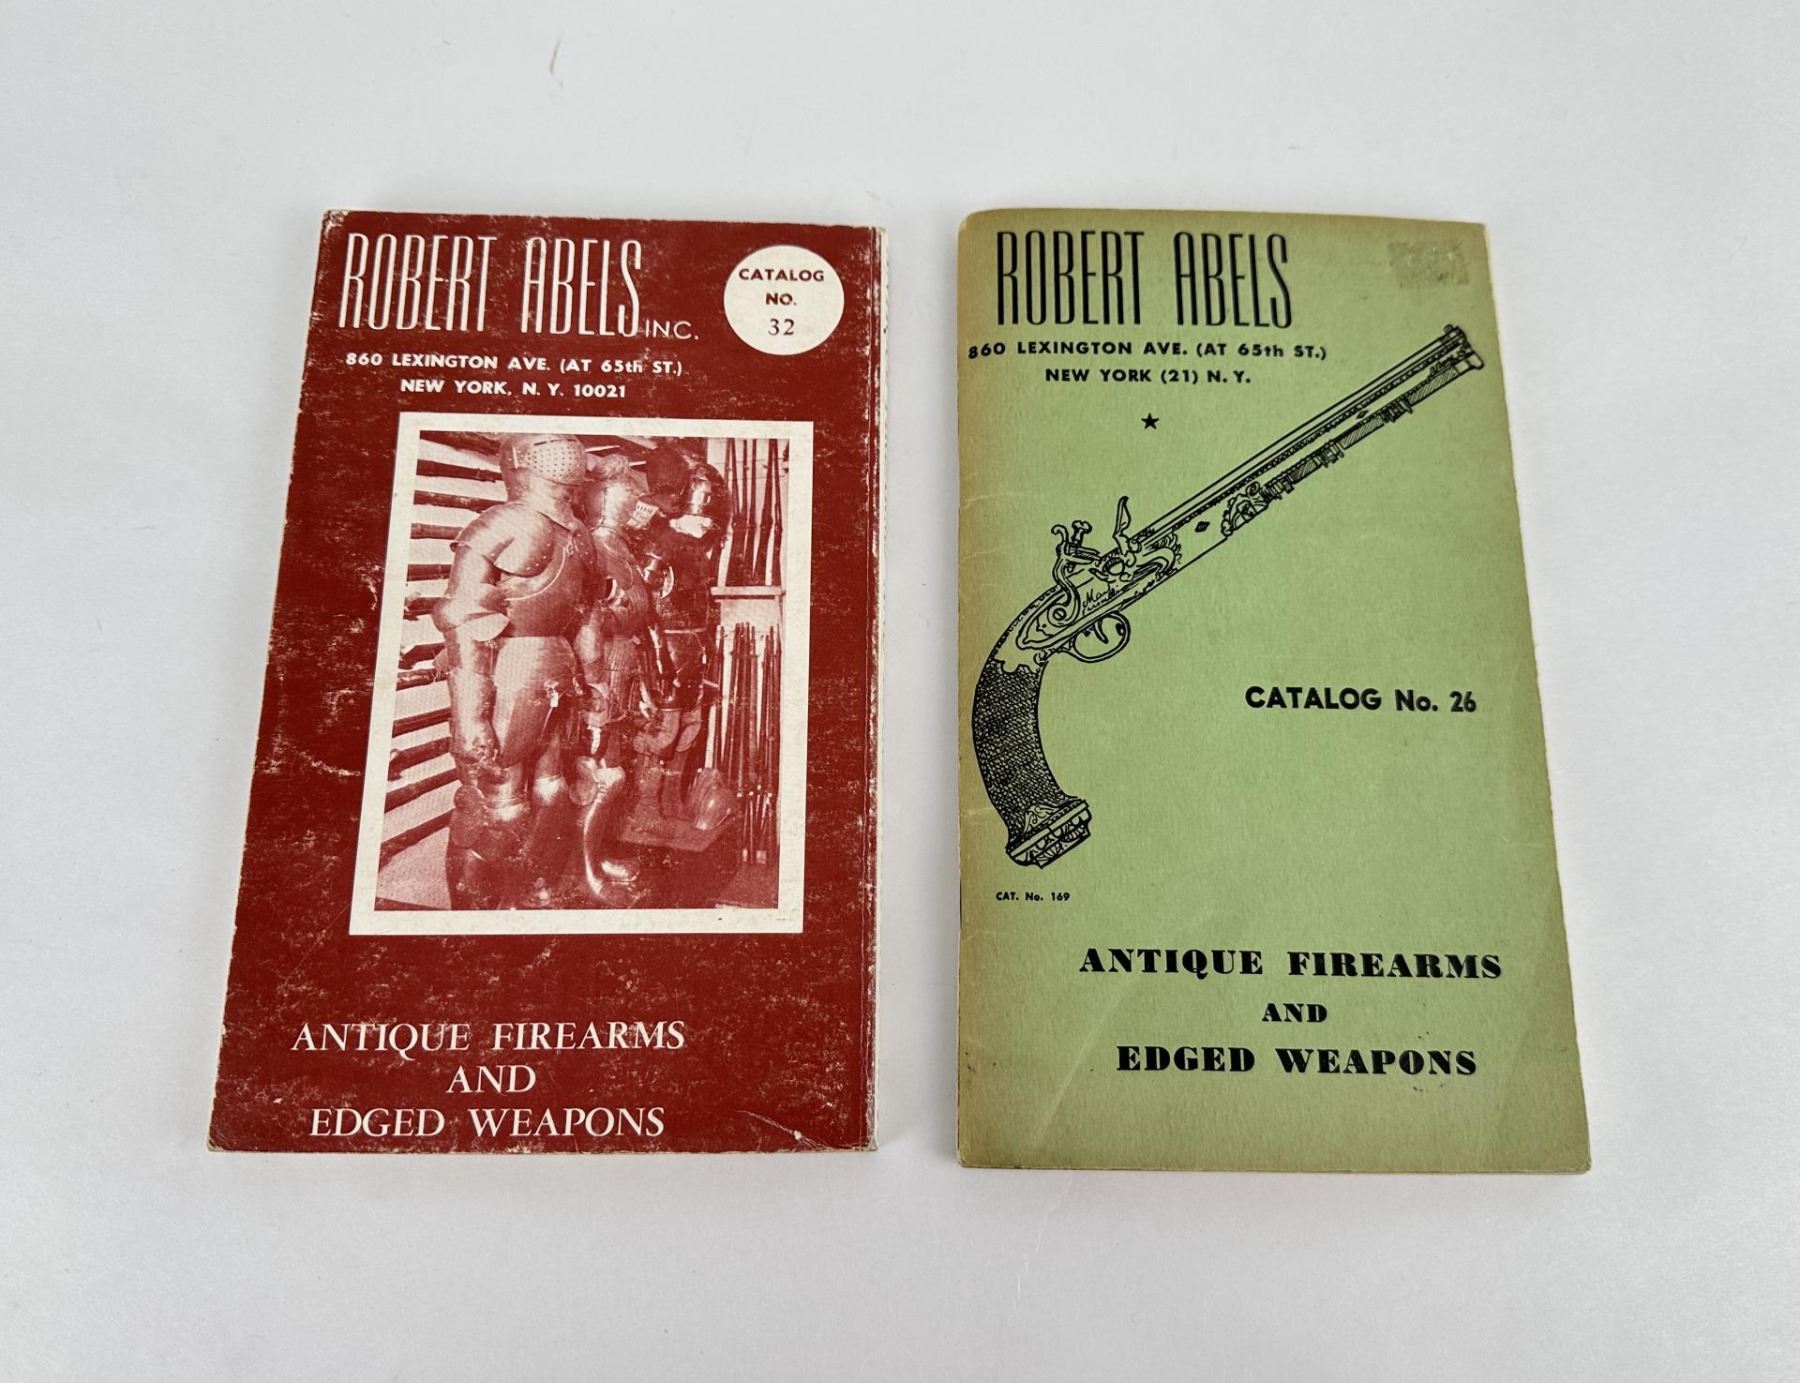 ROBERT ABELS INC.
CATALOG
NO.
32
860 LEXINGTON AVE. (AT 65th ST.)
NEW YORK, N. Y. 10021
ANTIQUE FIREARMS
AND
EDGED WEAPONS
ROBERT ABELS
860 LEXINGTON AVE. (AT 65th ST.)
NEW YORK (21) N. Y.
CATALOG No. 26
CAT. No. 169
ANTIQUE FIREARMS
AND
EDGED WEAPONS